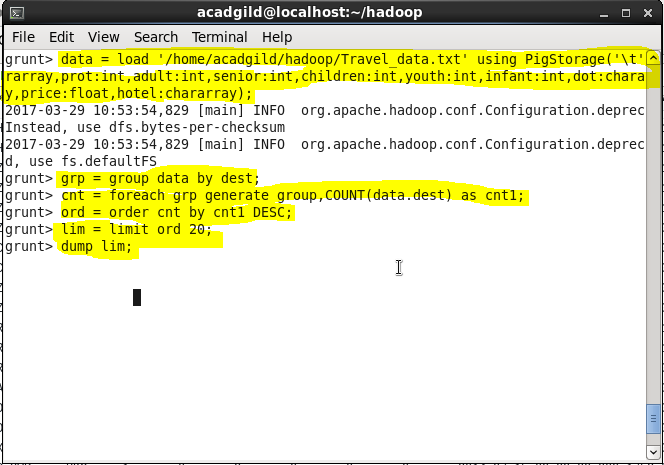 acadgild@localhost:~/hadoop
File Edit View Search Terminal Help
grunt> data = load '/home/acadgild/hadoop/Travel_data.txt' using PigStorage('\t'
rarray,prot:int,adult:int,senior:int,children:int,youth:int,infant:int,dot:chara
y,price:float,hotel:chararray);
2017-03-29 10:53:54,829 [main] INFO  org.apache.hadoop.conf.Configuration.deprec
Instead, use dfs.bytes-per-checksum
2017-03-29 10:53:54,829 [main] INFO  org.apache.hadoop.conf.Configuration.deprec
d, use fs.defaultFS
grunt> grp = group data by dest;
grunt> cnt = foreach grp generate group,COUNT(data.dest) as cnt1;
grunt> ord = order cnt by cnt1 DESC;
grunt> lim = limit ord 20;
grunt> dump lim;